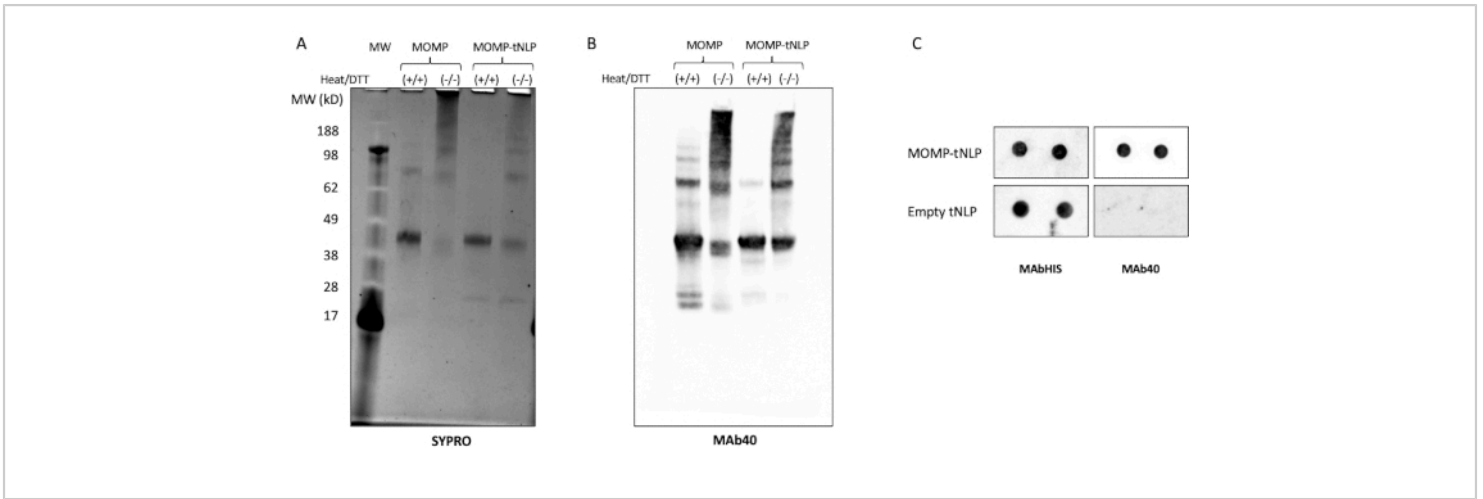 A
MW MOMP MOMP-tNLP
Heat/DTT (+/+) (-/-) (+/+) (-/-)
MW (kD)
188
98
62
49
38
28
17
SYPRO
B
MOMP MOMP-tNLP
Heat/DTT (+/+) (-/-) (+/+) (-/-)
MAb40
C
MOMP-tNLP
Empty tNLP
MAbHIS MAb40